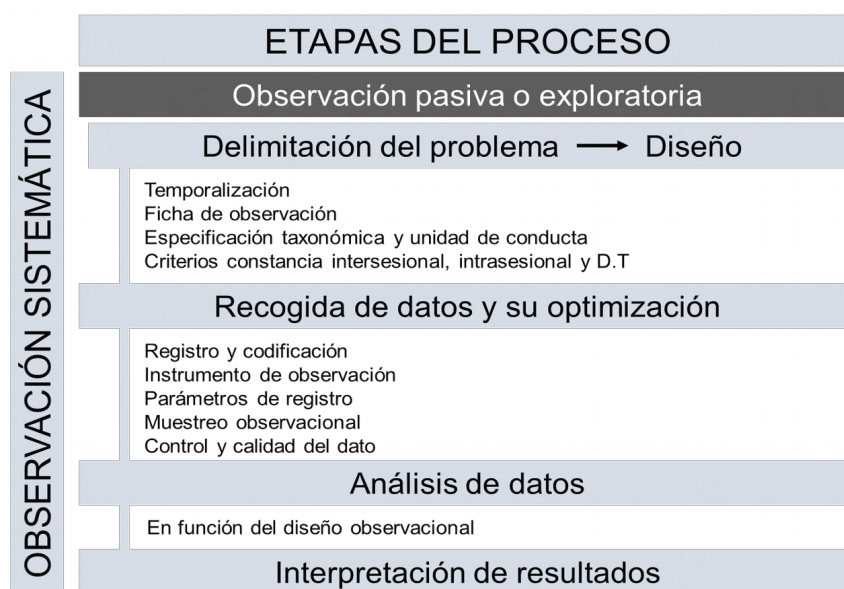 ETAPAS DEL PROCESO
OBSERVACIÓN SISTEMÁTICA
Observación pasiva o exploratoria
Delimitación del problema → Diseño
Temporalización
Ficha de observación
Especificación taxonómica y unidad de conducta
Criterios constancia intersesional, intrasesional y D.T
Recogida de datos y su optimización
Registro y codificación
Instrumento de observación
Parámetros de registro
Muestreo observacional
Control y calidad del dato
Análisis de datos
En función del diseño observacional
Interpretación de resultados